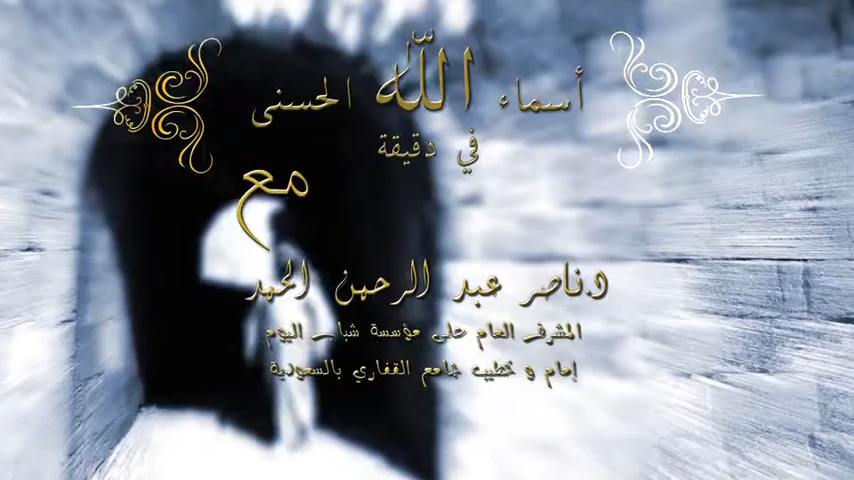 أسماء الله الحسنى
في دقيقة
مع
د.ناصر عبد الرحمن الحمد
المشرف العام على مؤسسة شباب اليوم
إمام و خطيب جامع القفاري بالسعودية